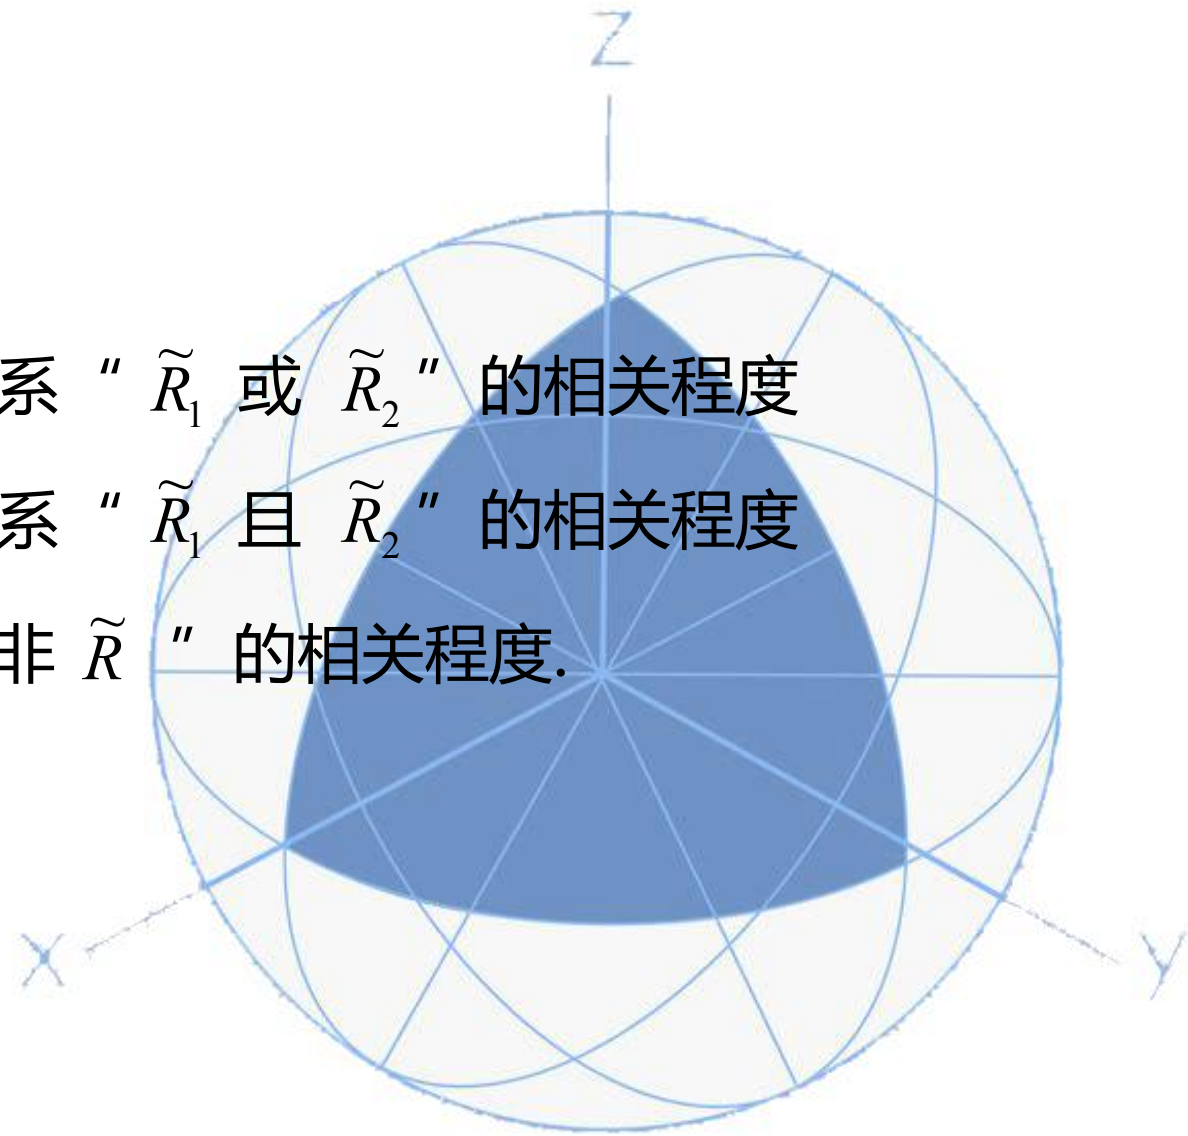 Z
系“ R̃₁ 或 R̃₂ ”的相关程度
系“ R̃₁ 且 R̃₂ ”的相关程度
非 R̃ ”的相关程度.
X
Y